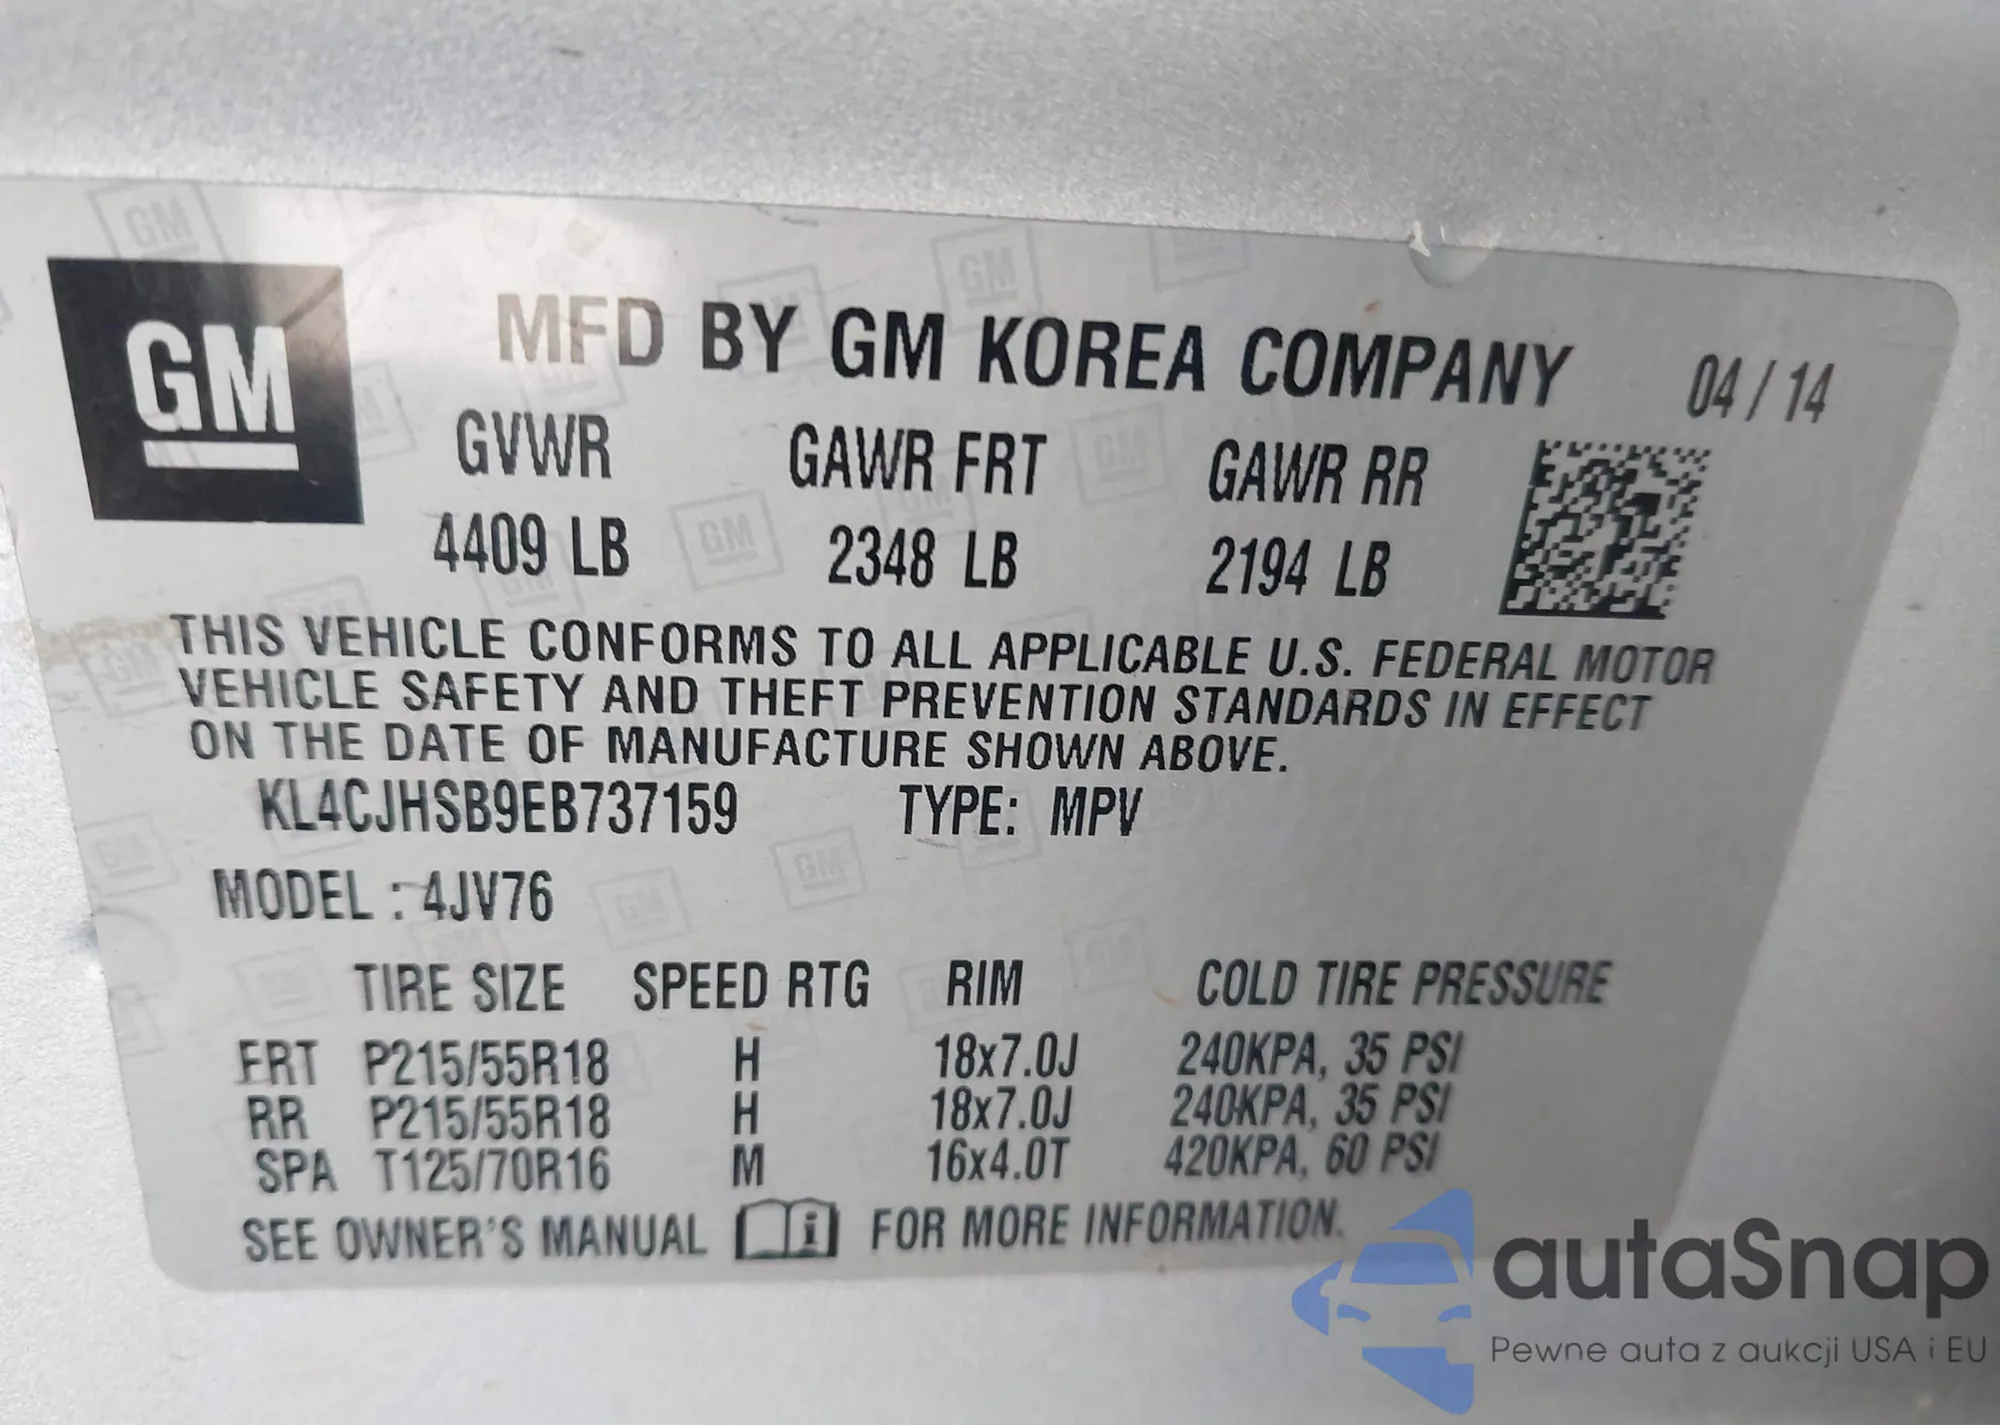 GM
MFD BY GM KOREA COMPANY 04 / 14
GVWR GAWR FRT GAWR RR
4409 LB 2348 LB 2194 LB
THIS VEHICLE CONFORMS TO ALL APPLICABLE U.S. FEDERAL MOTOR
VEHICLE SAFETY AND THEFT PREVENTION STANDARDS IN EFFECT
ON THE DATE OF MANUFACTURE SHOWN ABOVE.
KL4CJHSB9EB737159 TYPE: MPV
MODEL : 4JV76
TIRE SIZE SPEED RTG RIM COLD TIRE PRESSURE
FRT P215/55R18 H 18x7.0J 240KPA, 35 PSI
RR P215/55R18 H 18x7.0J 240KPA, 35 PSI
SPA T125/70R16 M 16x4.0T 420KPA, 60 PSI
SEE OWNER'S MANUAL i FOR MORE INFORMATION.
autaSnap
Pewne auta z aukcji USA i EU